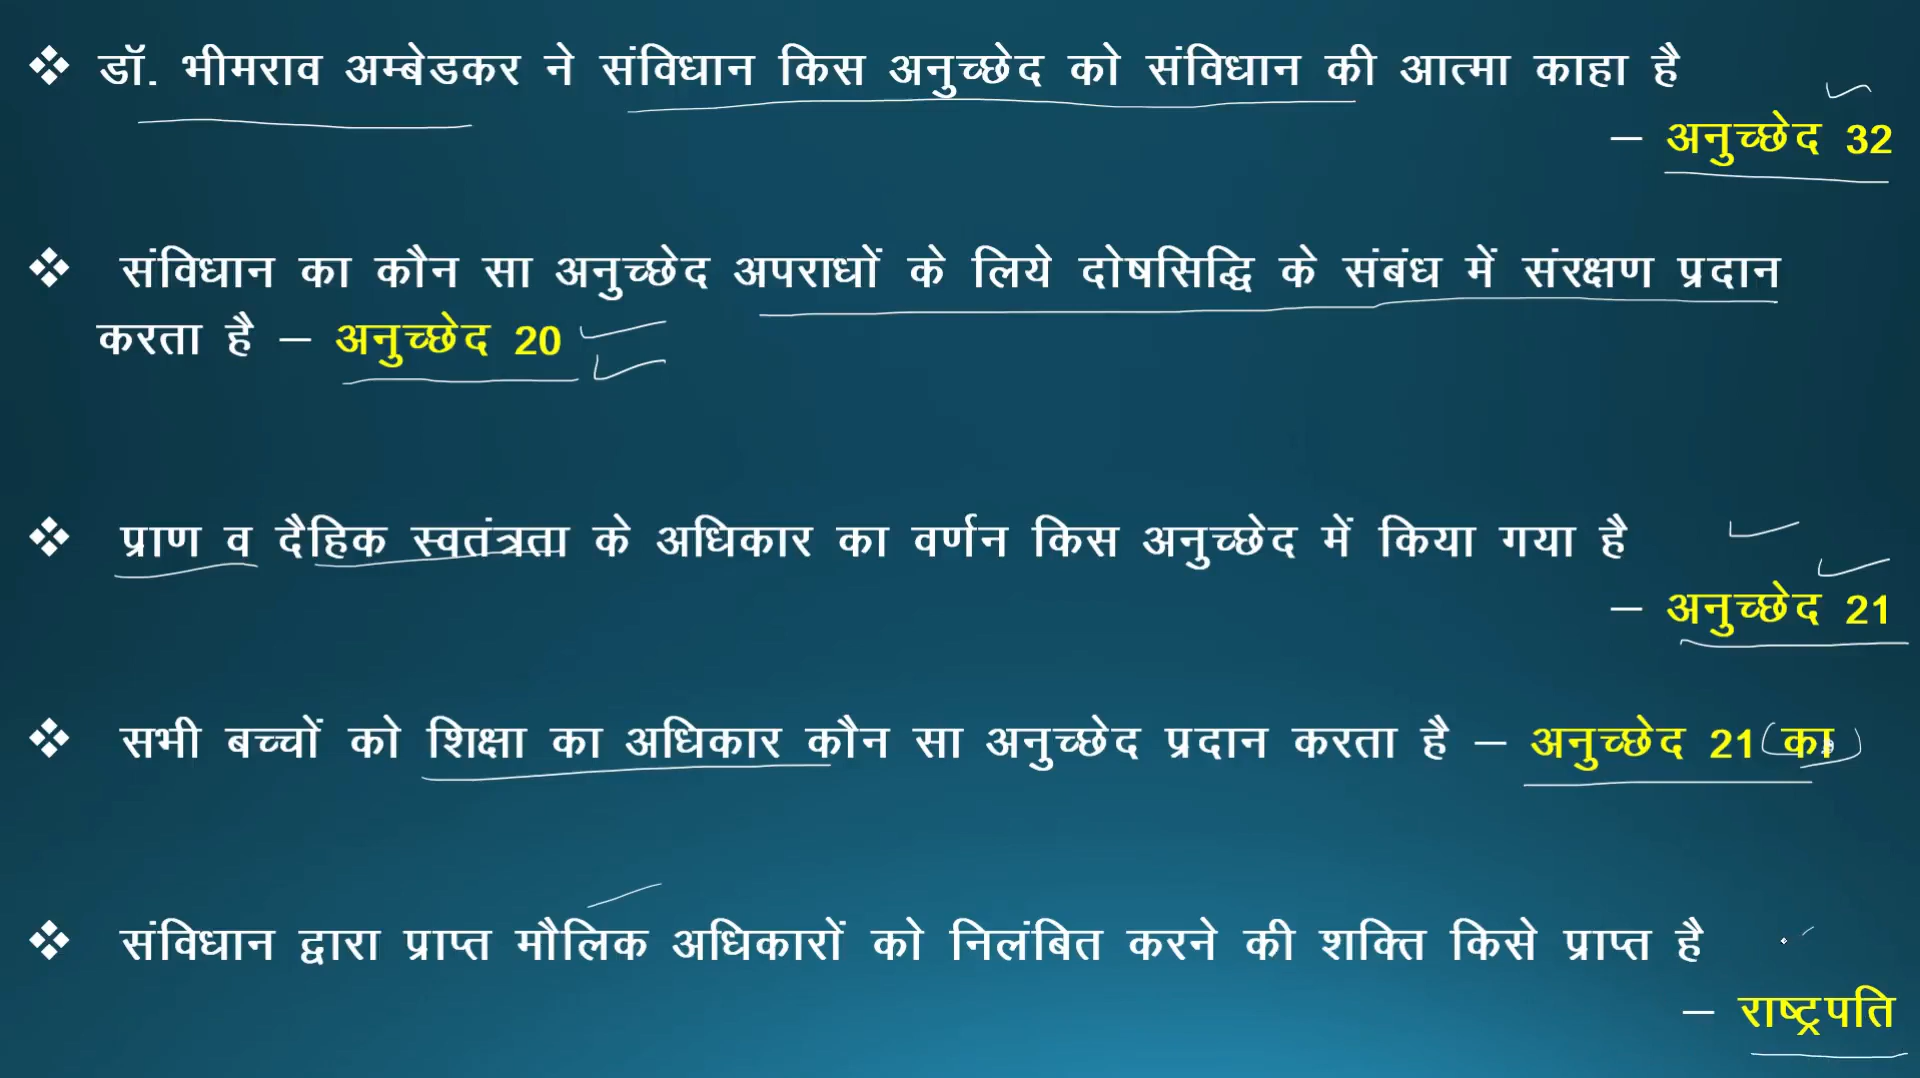 ❖ डॉ. भीमराव अम्बेडकर ने संविधान किस अनुच्छेद को संविधान की आत्मा काहा है
– अनुच्छेद 32
❖ संविधान का कौन सा अनुच्छेद अपराधों के लिये दोषसिद्धि के संबंध में संरक्षण प्रदान
करता है – अनुच्छेद 20
❖ प्राण व दैहिक स्वतंत्रता के अधिकार का वर्णन किस अनुच्छेद में किया गया है
– अनुच्छेद 21
❖ सभी बच्चों को शिक्षा का अधिकार कौन सा अनुच्छेद प्रदान करता है – अनुच्छेद 21 का
❖ संविधान द्वारा प्राप्त मौलिक अधिकारों को निलंबित करने की शक्ति किसे प्राप्त है
– राष्ट्रपति